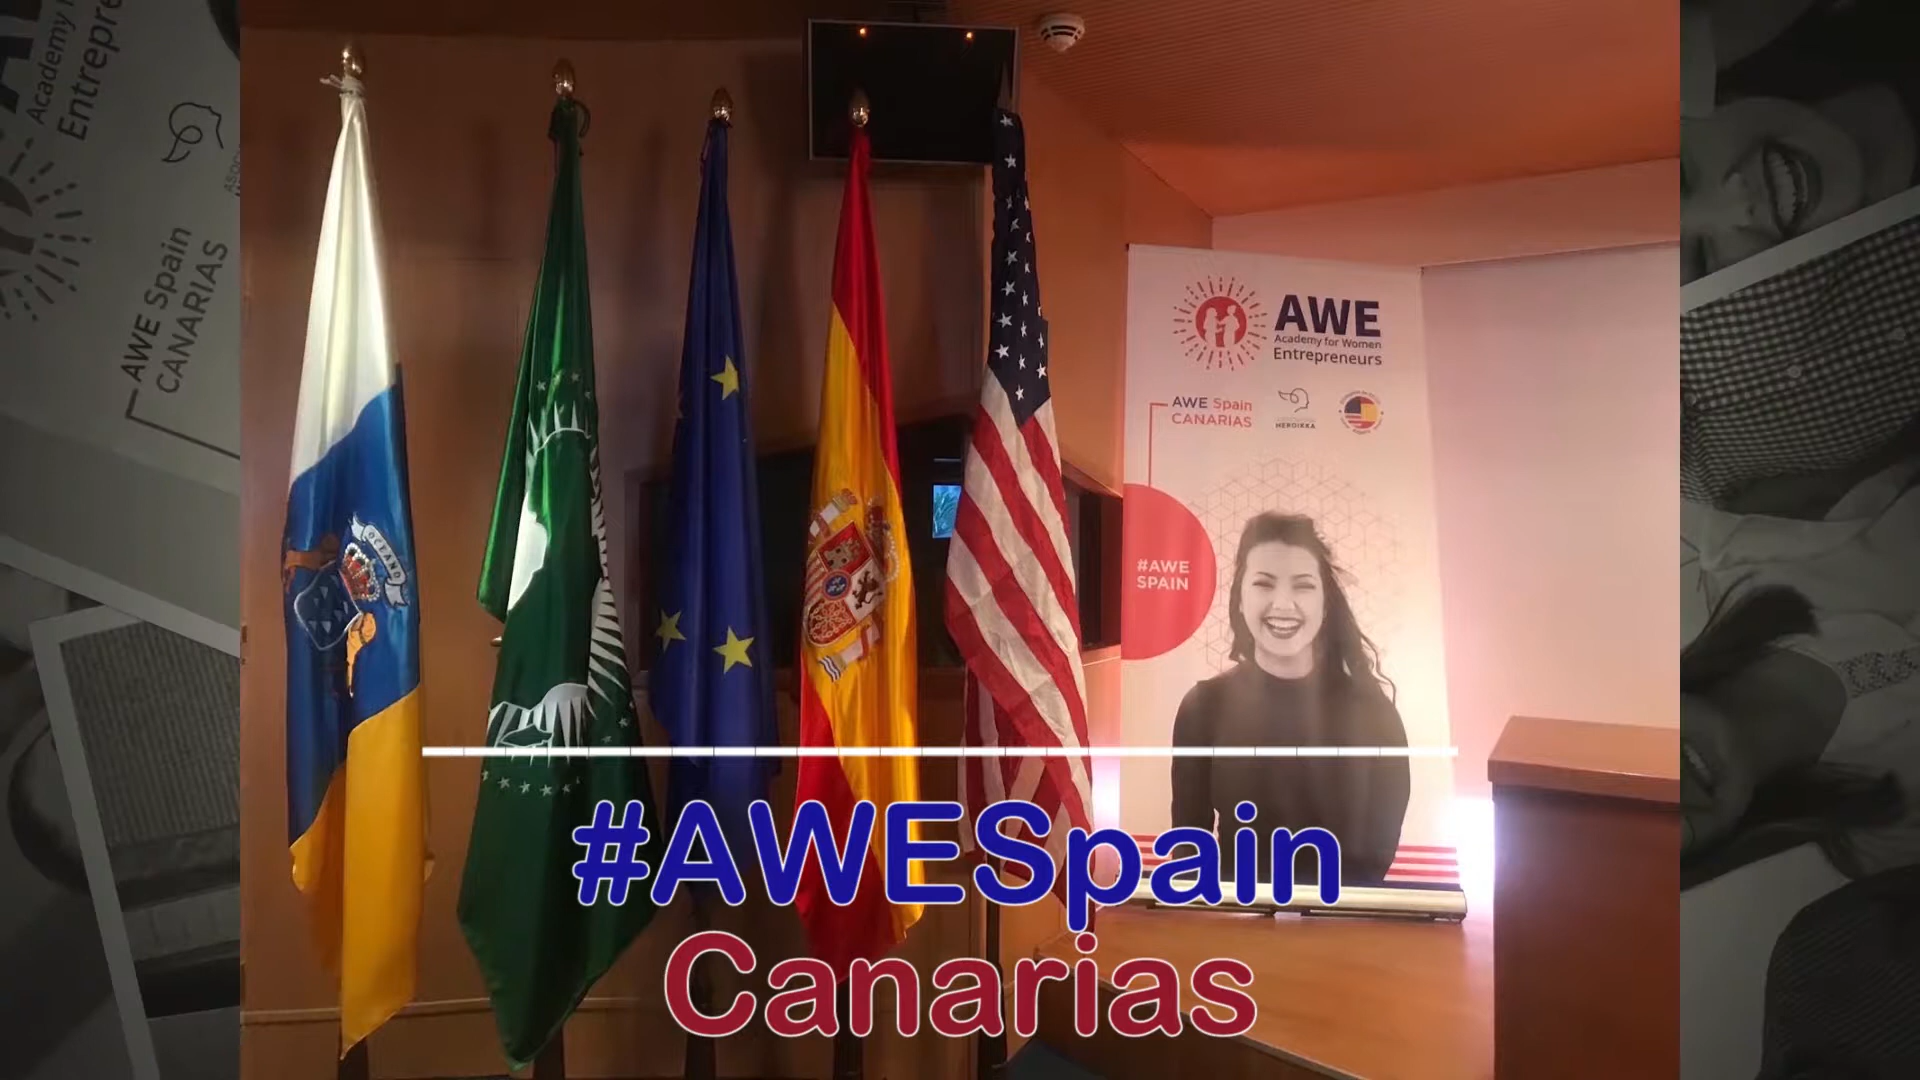 Academy
Entrepre
AWE Spain
CANARIAS
OCEANO
AWE
Academy for Women
Entrepreneurs
AWE Spain
CANARIAS
HEROIKKA
#AWE
SPAIN
#AWESpain
Canarias